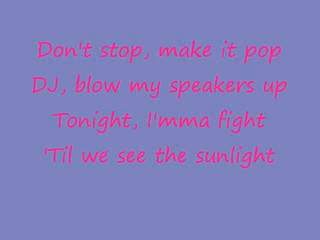 Don't stop, make it pop
DJ, blow my speakers up
Tonight, I'mma fight
'Til we see the sunlight